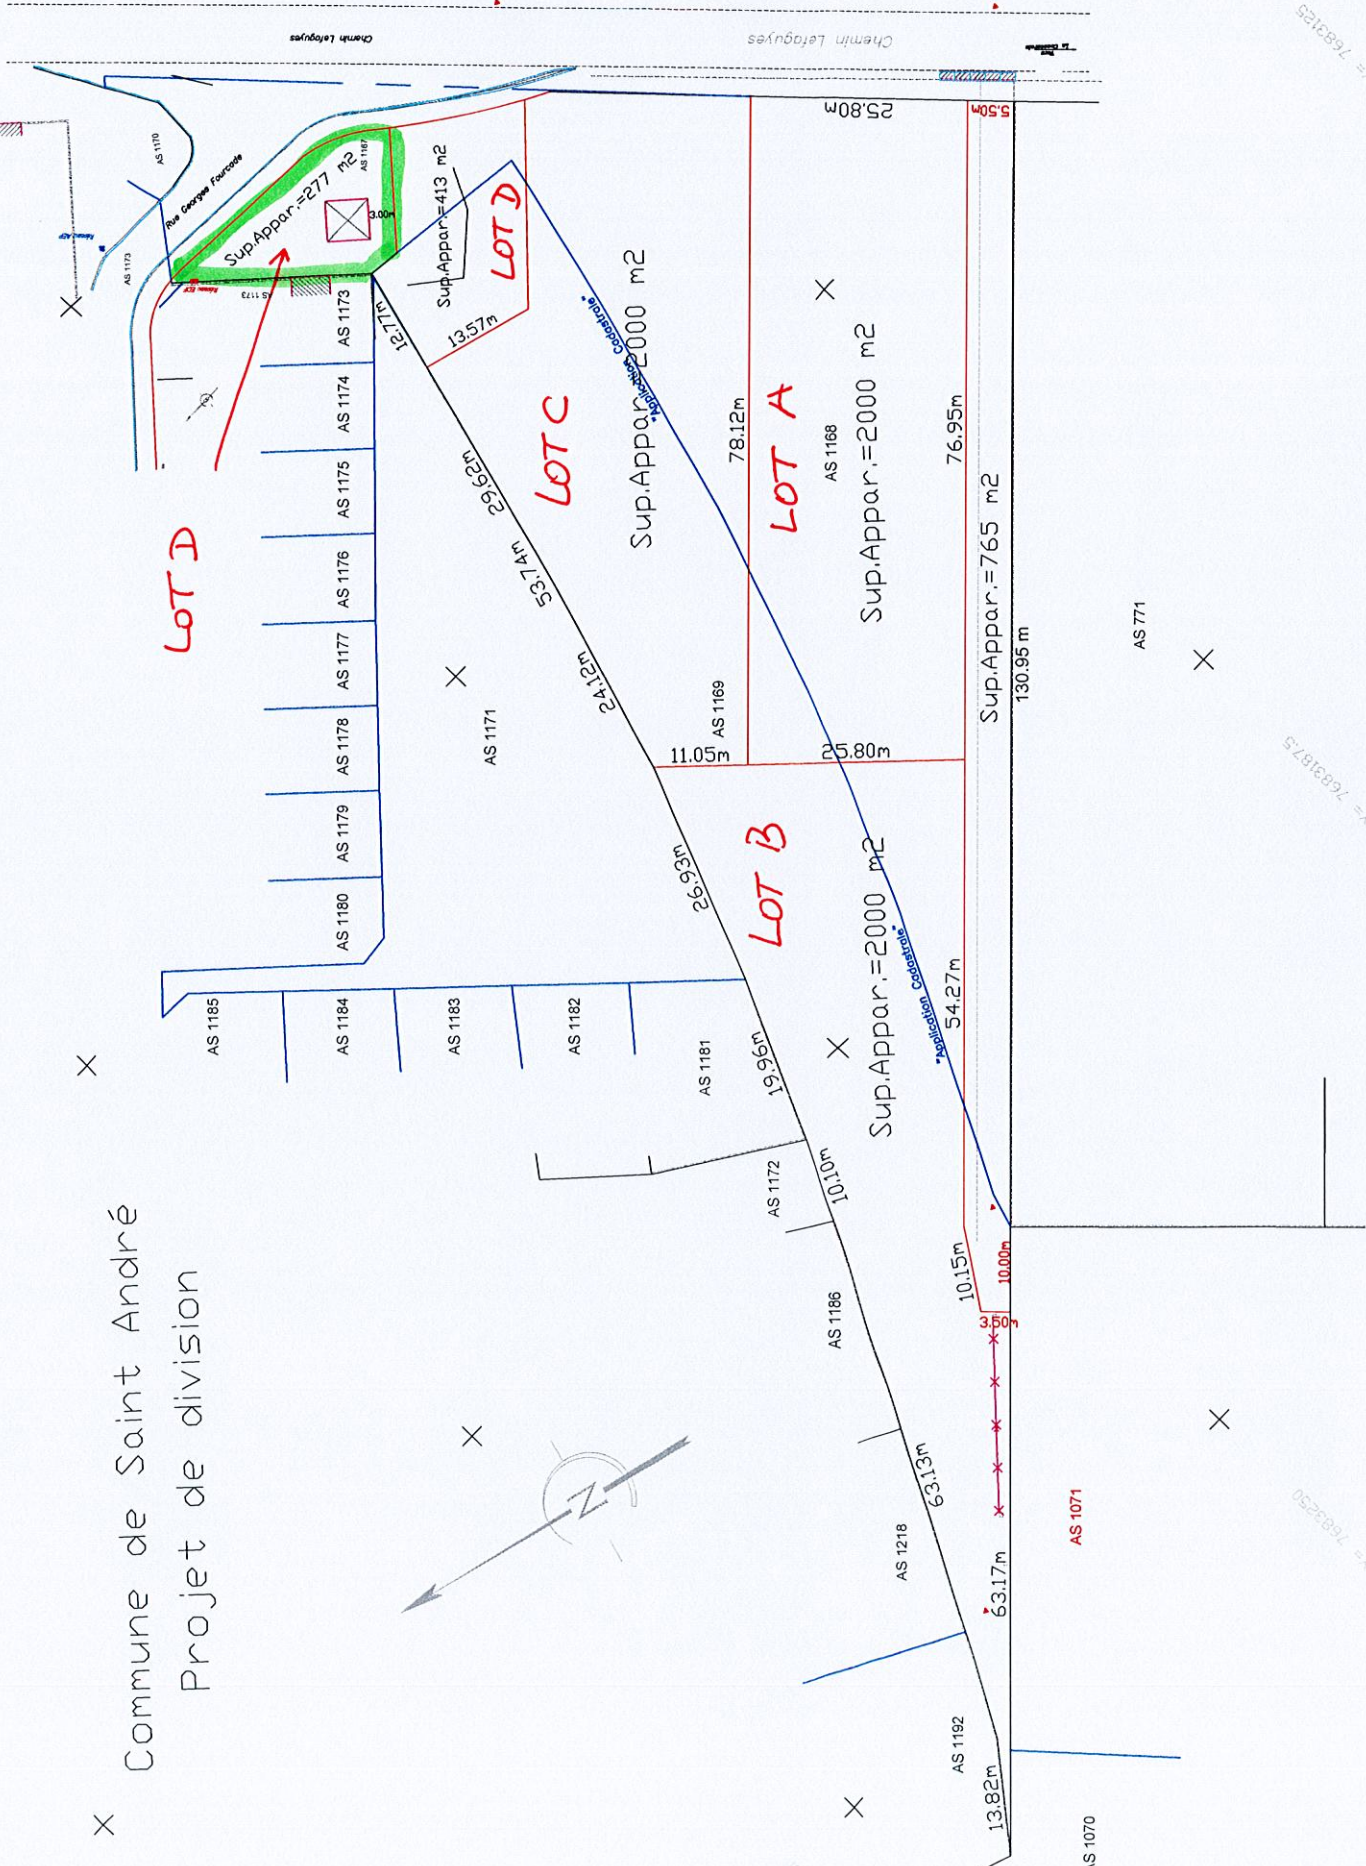 Chemin Lefaguyes
Chemin Lefaguyes
= 7683125
AS 1170
Rue Georges Fourcade
Sup.Appar.=277 m2
AS 1167
3.00m
Sup.Appar.=413 m2
LOT D
25.80m
5.50m
AS 1173
AS 1173
AS 1173
12.77m
13.57m
"Application Cadastrale"
Sup.Appar.=2000 m2
AS 1174
LOT C
78.12m
LOT A
AS 1168
Sup.Appar.=2000 m2
76.95m
AS 1175
29.62m
LOT D
AS 1176
53.74m
Sup.Appar.=765 m2
130.95 m
AS 771
AS 1177
24.12m
AS 1178
AS 1171
AS 1169
11.05m
25.80m
Y= 7683187.5
AS 1179
AS 1180
26.93m
LOT B
Sup.Appar.=2000 m2
"Application Cadastrale"
54.27m
AS 1185
AS 1184
AS 1183
AS 1182
AS 1181
19.96m
AS 1172
10.10m
10.15m
10.00m
3.50m
AS 1186
Commune de Saint André
Projet de division
N
63.13m
AS 1218
63.17m
AS 1071
Y= 7683250
AS 1192
13.82m
AS 1070